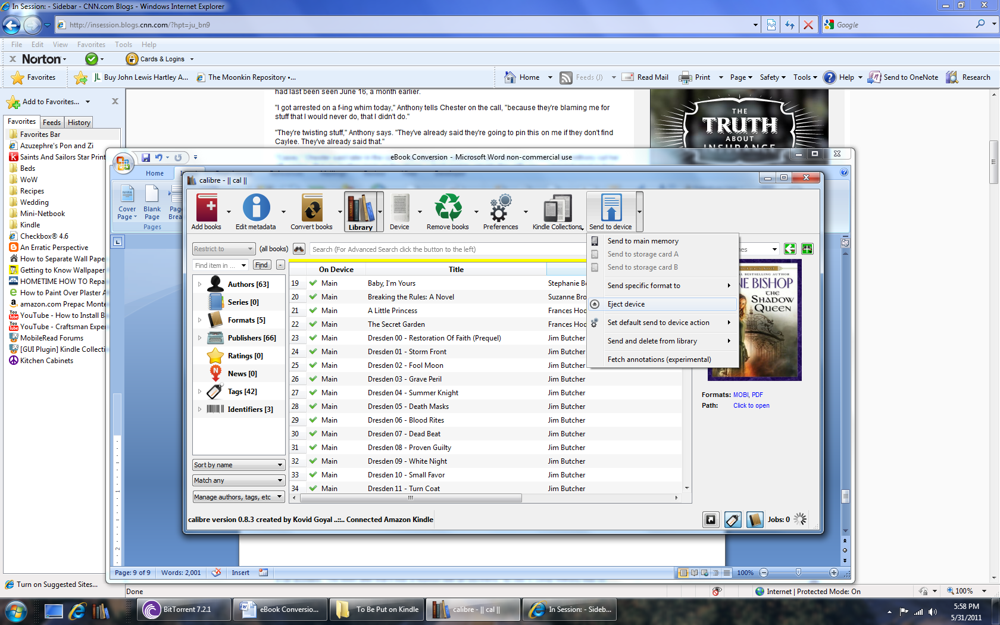 In Session: - Sidebar - CNN.com Blogs - Windows Internet Explorer
http://insession.blogs.cnn.com/?hpt=ju_bn9
Google
File Edit View Favorites Tools Help
Norton
Cards & Logins
Favorites
Buy John Lewis Hartley A...
The Moonkin Repository •...
Home
Feeds (J)
Read Mail
Print
Page
Safety
Tools
Help
Send to OneNote
Research
Add to Favorites...
Favorites Feeds History
Favorites Bar
Azuzephre's Pon and Zi
Saints And Sailors Star Print
Beds
WoW
Recipes
Wedding
Mini-Netbook
Kindle
Checkbox® 4.6
An Erratic Perspective
How to Separate Wall Pape
Getting to Know Wallpaper
HOMETIME HOW TO Repa
How to Paint Over Plaster A
amazon.com Prepac Monte
YouTube - How to Install B
YouTube - Craftsman Exper
MobileRead Forums
[GUI Plugin] Kindle Collecti
Kitchen Cabinets
Turn on Suggested Sites...
had last been seen June 16, a month earlier.
"I got arrested on a f-ing whim today," Anthony tells Chester on the call, "because they're blaming me for
stuff that I would never do, that I didn't do."
"They're twisting stuff," Anthony says. "They've already said they're going to pin this on me if they don't find
Caylee. They've already said that."
THE
TRUTH
ABOUT
INSURANCE
eBook Conversion - Microsoft Word non-commercial use
Home
Cover
Page
Blank
Page
Page
Brea
Pages
calibre - || cal ||
Add books
Edit metadata
Convert books
Library
Device
Remove books
Preferences
Kindle Collections
Send to device
Restrict to
(all books)
Search (For Advanced Search click the button to the left)
Find item in ...
Find
-
Authors [63]
Series [0]
Formats [5]
Publishers [66]
Ratings [0]
News [0]
Tags [42]
Identifiers [3]
Sort by name
Match any
Manage authors, tags, etc
On Device Title
19 Main Baby, I'm Yours Stephanie Bo
20 Main Breaking the Rules: A Novel Suzanne Bro
21 Main A Little Princess Frances Hod
22 Main The Secret Garden Frances Hod
23 Main Dresden 00 - Restoration Of Faith (Prequel) Jim Butcher
24 Main Dresden 01 - Storm Front Jim Butcher
25 Main Dresden 02 - Fool Moon Jim Butcher
26 Main Dresden 03 - Grave Peril Jim Butcher
27 Main Dresden 04 - Summer Knight Jim Butcher
28 Main Dresden 05 - Death Masks Jim Butcher
29 Main Dresden 06 - Blood Rites Jim Butcher
30 Main Dresden 07 - Dead Beat Jim Butcher
31 Main Dresden 08 - Proven Guilty Jim Butcher
32 Main Dresden 09 - White Night Jim Butcher
33 Main Dresden 10 - Small Favor Jim Butcher
34 Main Dresden 11 - Turn Coat Jim Butcher
Send to main memory
Send to storage card A
Send to storage card B
Send specific format to
Eject device
Set default send to device action
Send and delete from library
Fetch annotations (experimental)
NE BISHOP
THE
SHADOW
QUEEN
Formats: MOBI, PDF
Path: Click to open
calibre version 0.8.3 created by Kovid Goyal ..::.. Connected Amazon Kindle
Jobs: 0
Page: 9 of 9
Words: 2,001
Insert
100%
Done
Internet | Protected Mode: On
100%
BitTorrent 7.2.1
eBook Conversio...
To Be Put on Kindle
calibre - || cal ||
In Session: - Sideb...
5:58 PM
5/31/2011